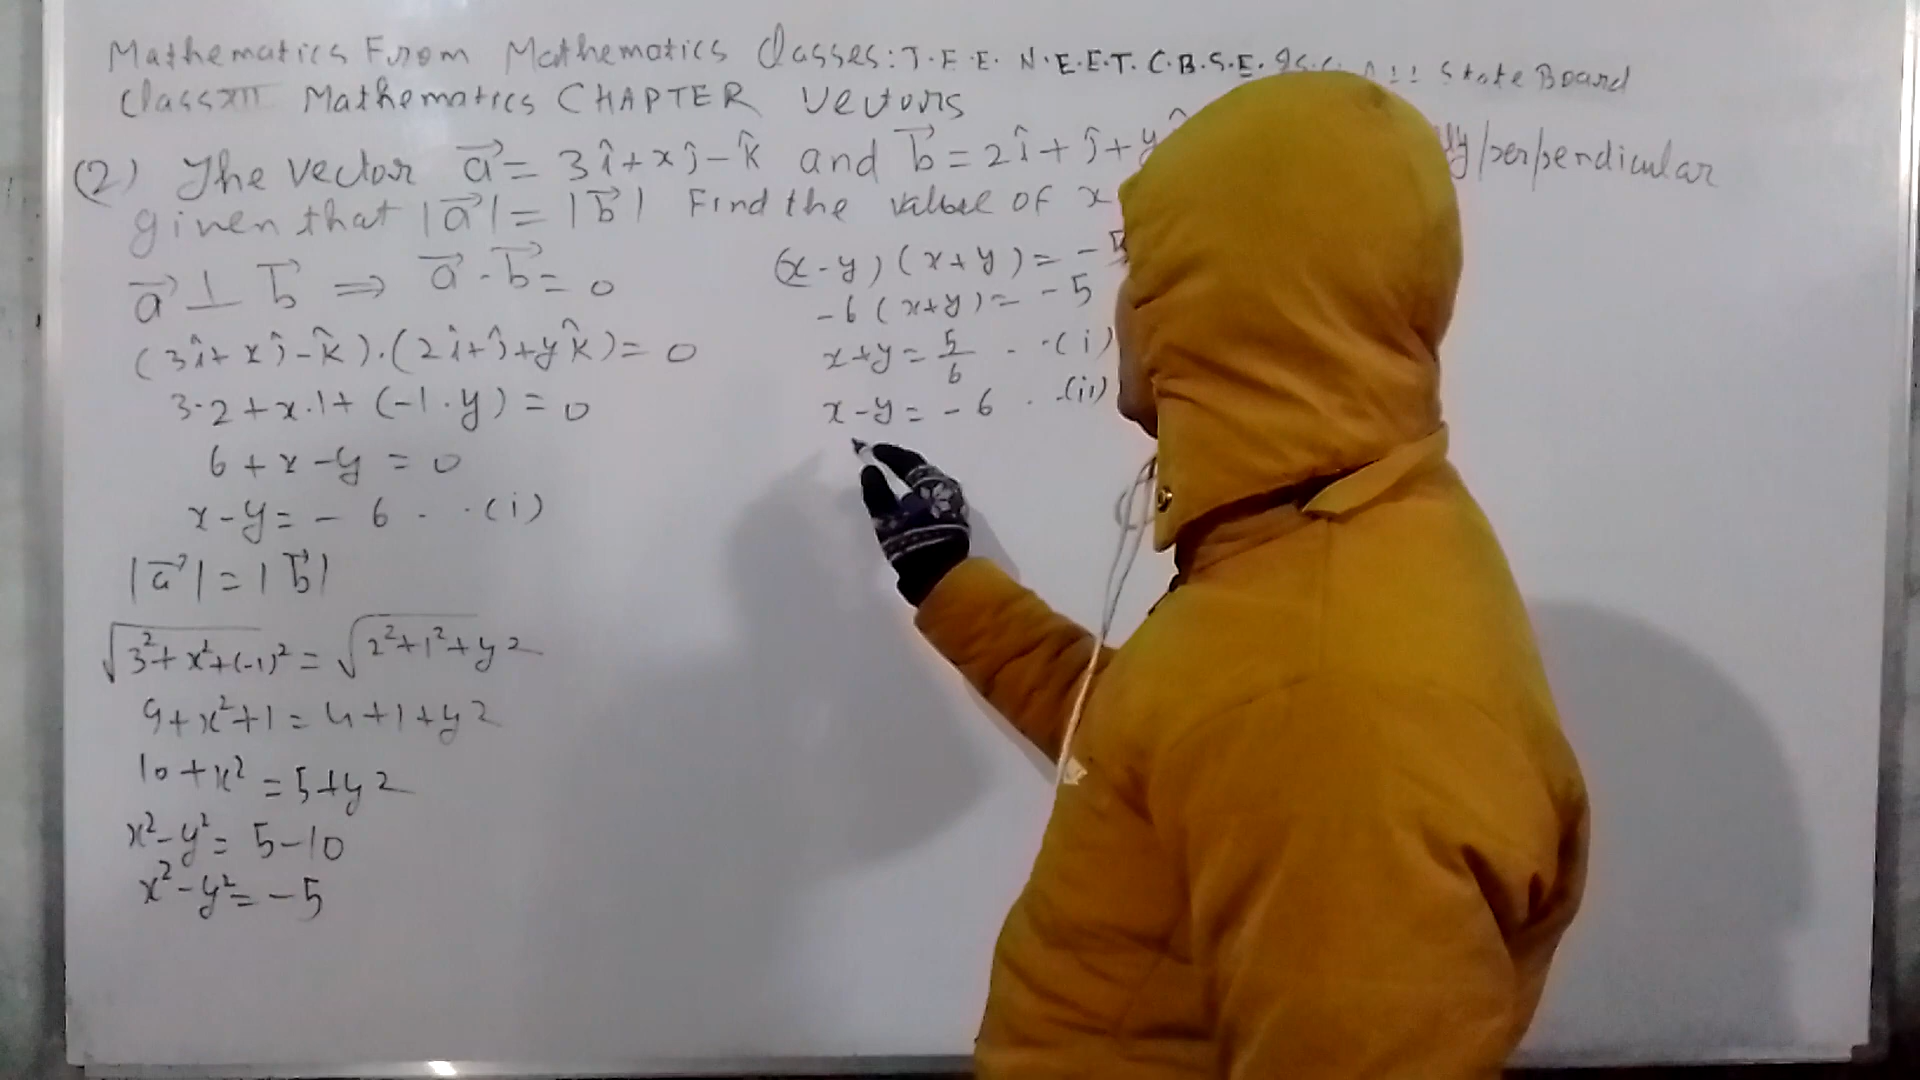 Mathematics From Mathematics Classes: J.E.E. N.E.E.T. C.B.S.E. State Board
Class XII Mathematics CHAPTER Vectors
(2) The vector a⃗ = 3î + xĵ - k̂ and b⃗ = 2î + ĵ + y /perpendicular
given that |a⃗| = |b⃗| Find the value of x
a⃗ ⊥ b⃗ ⟹ a⃗ · b⃗ = 0
(3î + xĵ - k̂).(2î + ĵ + yk̂) = 0
3·2 + x·1 + (-1·y) = 0
6 + x - y = 0
x - y = - 6 . .(i)
|a⃗| = |b⃗|
√3² + x² + (-1)² = √2² + 1² + y2
9 + x² + 1 = 4 + 1 + y2
10 + x² = 5 + y2
x² - y² = 5 - 10
x² - y² = - 5
(x - y) (x + y) = - 5
- 6 (x + y) = - 5
x + y = 5/6 . . (i)
x - y = - 6 . .(ii)